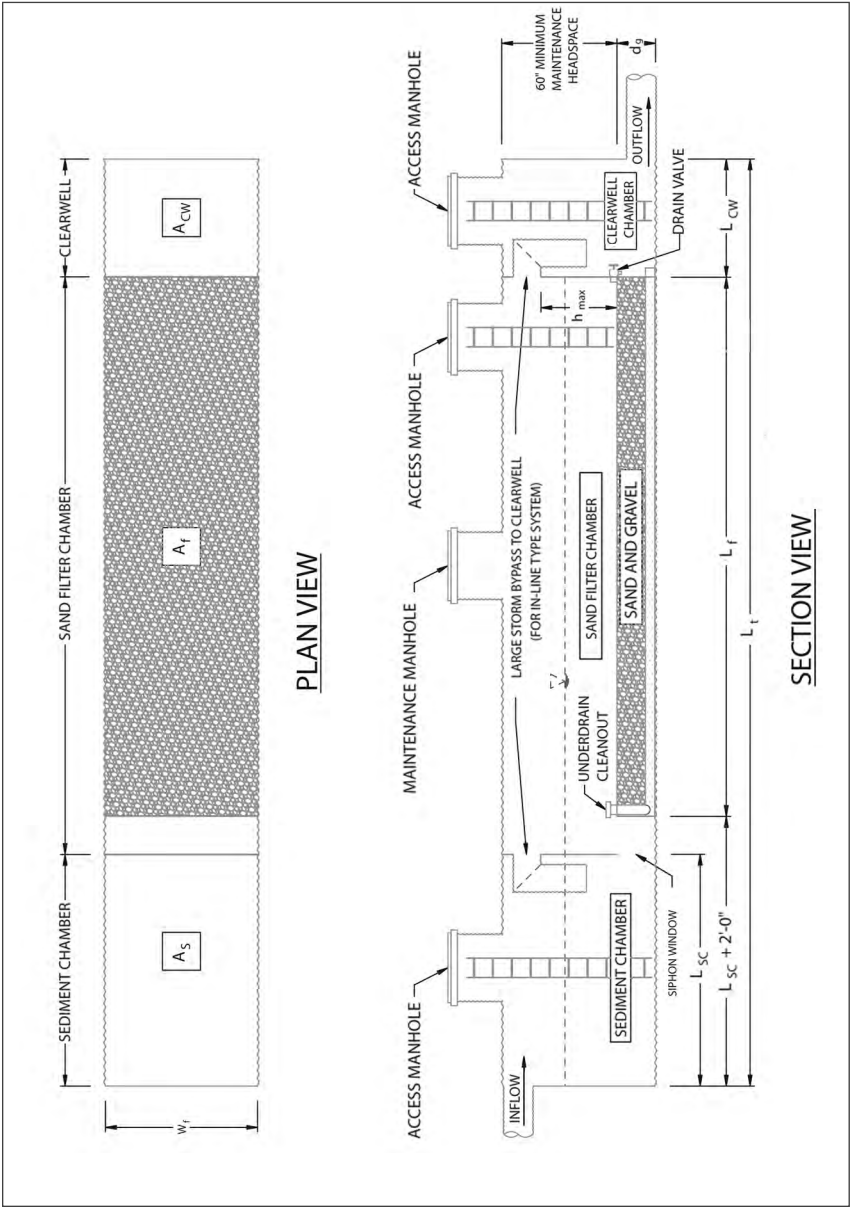 SEDIMENT CHAMBER
SAND FILTER CHAMBER
CLEARWELL
Wf
AS
Af
ACW
PLAN VIEW
ACCESS MANHOLE
MAINTENANCE MANHOLE
ACCESS MANHOLE
ACCESS MANHOLE
LARGE STORM BYPASS TO CLEARWELL
(FOR IN-LINE TYPE SYSTEM)
60" MINIMUM
MAINTENANCE
HEADSPACE
dg
INFLOW
UNDERDRAIN
CLEANOUT
SAND FILTER CHAMBER
h max
CLEARWELL
CHAMBER
OUTFLOW
SEDIMENT CHAMBER
SAND AND GRAVEL
DRAIN VALVE
SIPHON WINDOW
LSC
LSC + 2'-0"
Lf
LCW
Lt
SECTION VIEW